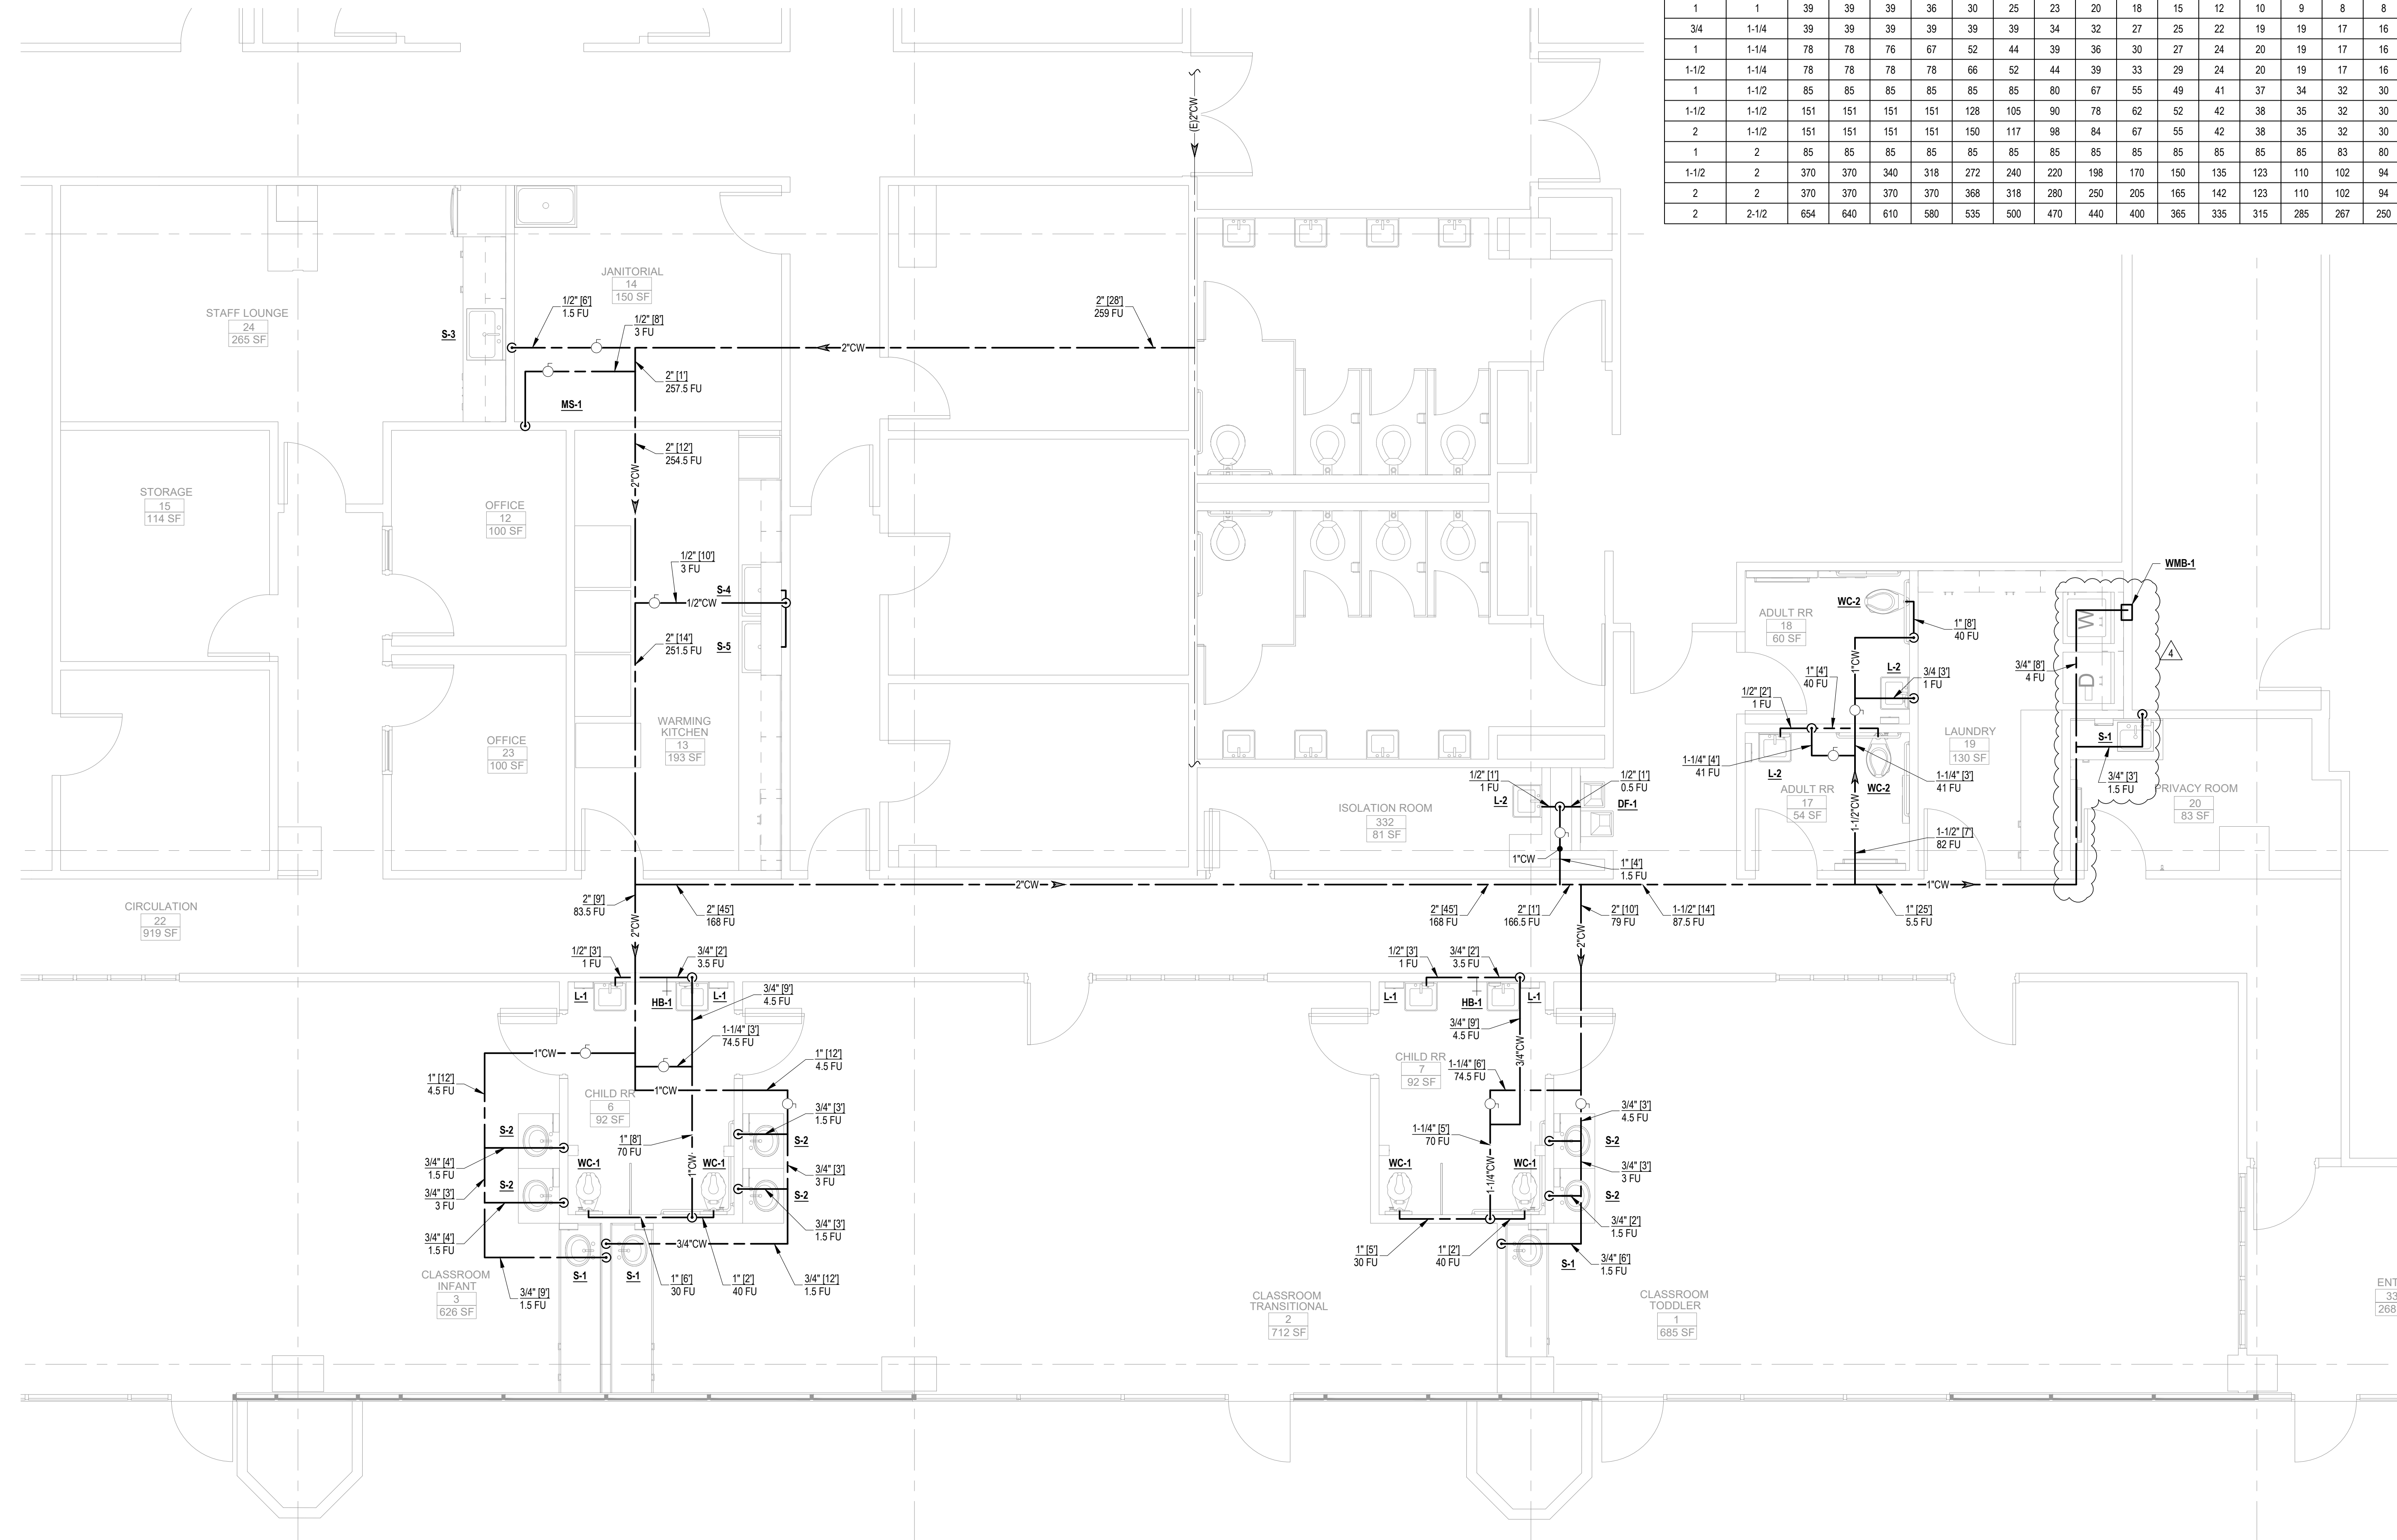 1 1 39 39 39 36 30 25 23 20 18 15 12 10 9 8 8
3/4 1-1/4 39 39 39 39 39 39 34 32 27 25 22 19 19 17 16
1 1-1/4 78 78 76 67 52 44 39 36 30 27 24 20 19 17 16
1-1/2 1-1/4 78 78 78 78 66 52 44 39 33 29 24 20 19 17 16
1 1-1/2 85 85 85 85 85 85 80 67 55 49 41 37 34 32 30
1-1/2 1-1/2 151 151 151 151 128 105 90 78 62 52 42 38 35 32 30
2 1-1/2 151 151 151 151 150 117 98 84 67 55 42 38 35 32 30
1 2 85 85 85 85 85 85 85 85 85 85 85 85 85 83 80
1-1/2 2 370 370 340 318 272 240 220 198 170 150 135 123 110 102 94
2 2 370 370 370 370 368 318 280 250 205 165 142 123 110 102 94
2 2-1/2 654 640 610 580 535 500 470 440 400 365 335 315 285 267 250
(E)2"CW
JANITORIAL
14
150 SF
STAFF LOUNGE
24
265 SF
S-3
1/2" [6']
1.5 FU
1/2" [8']
3 FU
2" [28']
259 FU
2"CW
2" [1']
257.5 FU
MS-1
2" [12']
254.5 FU
2"CW
STORAGE
15
114 SF
OFFICE
12
100 SF
1/2" [10']
3 FU
S-4
1/2"CW
S-5
2" [14']
251.5 FU
WARMING
KITCHEN
13
193 SF
OFFICE
23
100 SF
WMB-1
ADULT RR
18
60 SF
WC-2
1" [8']
40 FU
1"CW
L-2
3/4 [3']
1 FU
1" [4']
40 FU
1/2" [2']
1 FU
W
D
3/4" [8']
4 FU
4
LAUNDRY
19
130 SF
S-1
3/4" [3']
1.5 FU
1-1/4" [4']
41 FU
L-2
WC-2
1-1/4" [3']
41 FU
ADULT RR
17
54 SF
1-1/2"CW
1-1/2" [7']
82 FU
PRIVACY ROOM
20
83 SF
ISOLATION ROOM
332
81 SF
1/2" [1']
1 FU
L-2
1/2" [1']
0.5 FU
DF-1
1"CW
1" [4']
1.5 FU
2"CW
1"CW
CIRCULATION
22
919 SF
2" [9']
83.5 FU
2" [45']
168 FU
2" [45']
168 FU
2" [1']
166.5 FU
2" [10']
79 FU
1-1/2" [14']
87.5 FU
1" [25']
5.5 FU
2"CW
2"CW
1/2" [3']
1 FU
3/4" [2']
3.5 FU
L-1
HB-1
L-1
3/4" [9']
4.5 FU
1-1/4" [3']
74.5 FU
1"CW
1" [12']
4.5 FU
1" [12']
4.5 FU
1"CW
CHILD RR
6
92 SF
3/4" [3']
1.5 FU
S-2
S-2
1" [8']
70 FU
1"CW
3/4" [4']
1.5 FU
WC-1
WC-1
3/4" [3']
3 FU
S-2
S-2
3/4" [3']
3 FU
3/4" [3']
1.5 FU
3/4" [4']
1.5 FU
3/4"CW
S-1
S-1
1" [6']
30 FU
1" [2']
40 FU
3/4" [12']
1.5 FU
3/4" [9']
1.5 FU
CLASSROOM
INFANT
3
626 SF
1/2" [3']
1 FU
3/4" [2']
3.5 FU
L-1
HB-1
L-1
3/4" [9']
4.5 FU
3/4"CW
CHILD RR
7
92 SF
1-1/4" [6']
74.5 FU
3/4" [3']
4.5 FU
1-1/4" [5']
70 FU
S-2
WC-1
1-1/4"CW
WC-1
3/4" [3']
3 FU
S-2
3/4" [2']
1.5 FU
1" [5']
30 FU
1" [2']
40 FU
S-1
3/4" [6']
1.5 FU
CLASSROOM
TRANSITIONAL
2
712 SF
CLASSROOM
TODDLER
1
685 SF
ENT
33
268